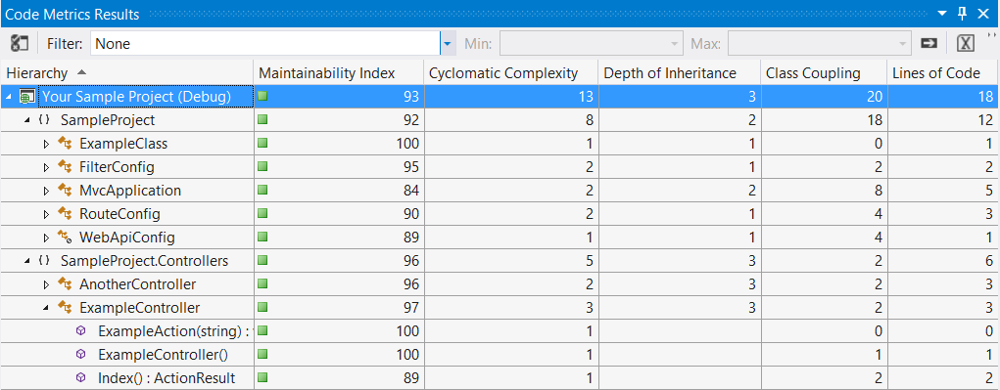 Code Metrics Results
Filter: None Min: Max:
Hierarchy Maintainability Index Cyclomatic Complexity Depth of Inheritance Class Coupling Lines of Code
Your Sample Project (Debug) 93 13 3 20 18
SampleProject 92 8 2 18 12
ExampleClass 100 1 1 0 1
FilterConfig 95 2 1 2 2
MvcApplication 84 2 2 8 5
RouteConfig 90 2 1 4 3
WebApiConfig 89 1 1 4 1
SampleProject.Controllers 96 5 3 2 6
AnotherController 96 2 3 2 3
ExampleController 97 3 3 2 3
ExampleAction(string) : 100 1 0 0
ExampleController() 100 1 1 1
Index() : ActionResult 89 1 2 2